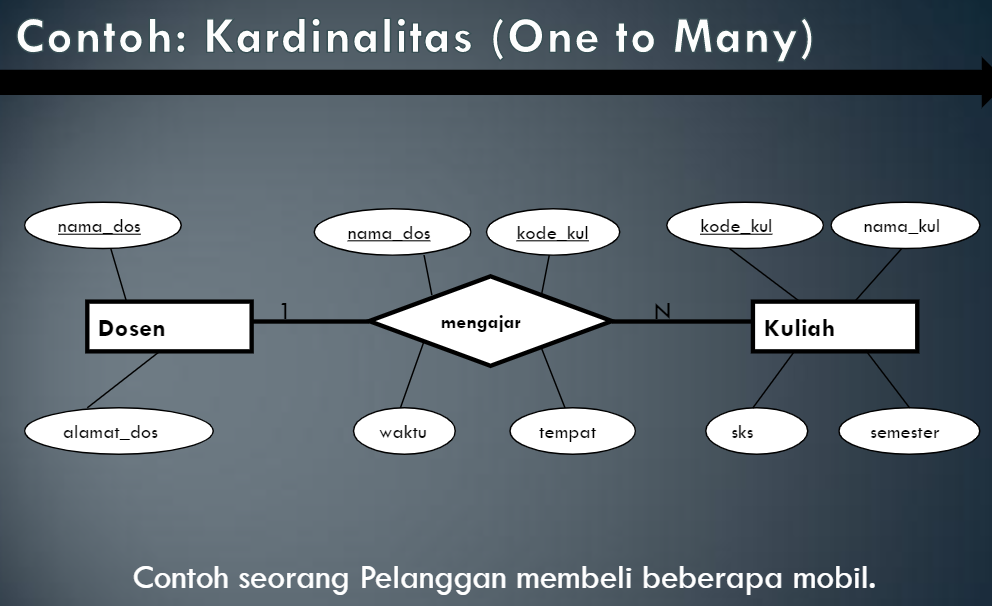 Contoh: Kardinalitas (One to Many)
nama_dos
nama_dos
kode_kul
kode_kul
nama_kul
Dosen
1
mengajar
N
Kuliah
alamat_dos
waktu
tempat
sks
semester
Contoh seorang Pelanggan membeli beberapa mobil.